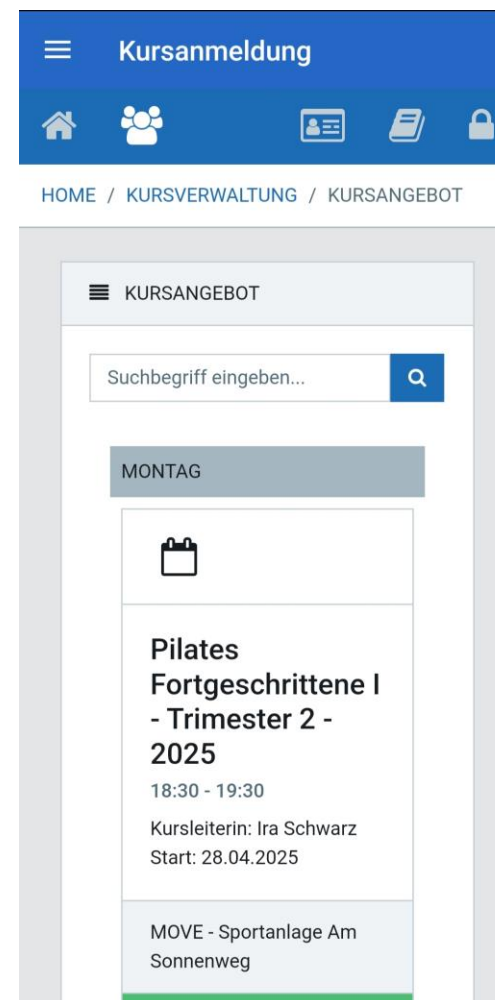 Kursanmeldung
HOME / KURSVERWALTUNG / KURSANGEBOT
KURSANGEBOT
Suchbegriff eingeben...
MONTAG
Pilates
Fortgeschrittene I
- Trimester 2 -
2025
18:30 - 19:30
Kursleiterin: Ira Schwarz
Start: 28.04.2025
MOVE - Sportanlage Am
Sonnenweg